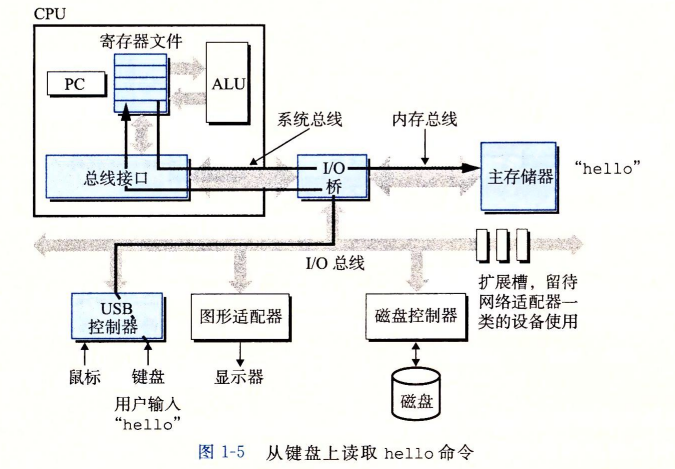 CPU
寄存器文件
PC
ALU
系统总线
内存总线
总线接口
I/O
桥
主存储器
“hello”
I/O 总线
扩展槽，留待
网络适配器一
类的设备使用
USB
控制器
图形适配器
磁盘控制器
鼠标
键盘
显示器
磁盘
用户输入
“hello”
图 1-5 从键盘上读取 hello 命令